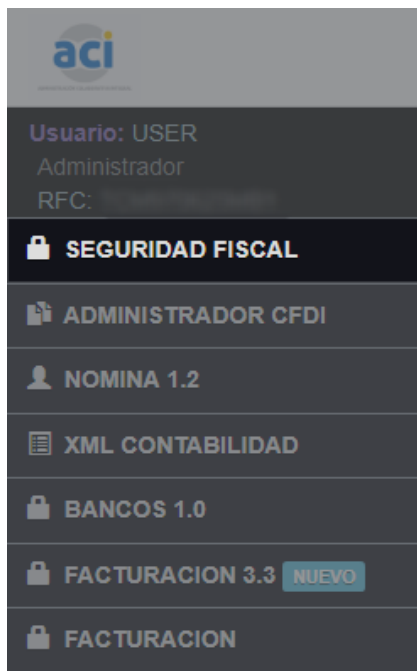 aci
Usuario: USER
Administrador
RFC:
SEGURIDAD FISCAL
ADMINISTRADOR CFDI
NOMINA 1.2
XML CONTABILIDAD
BANCOS 1.0
FACTURACION 3.3 NUEVO
FACTURACION